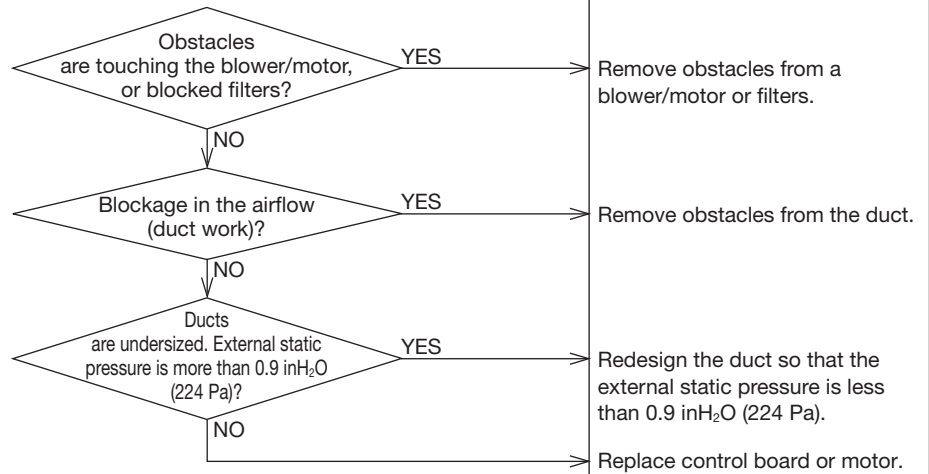 Obstacles
are touching the blower/motor,
or blocked filters?
YES
Remove obstacles from a
blower/motor or filters.
NO
Blockage in the airflow
(duct work)?
YES
Remove obstacles from the duct.
NO
Ducts
are undersized. External static
pressure is more than 0.9 inH₂O
(224 Pa)?
YES
Redesign the duct so that the
external static pressure is less
than 0.9 inH₂O (224 Pa).
NO
Replace control board or motor.